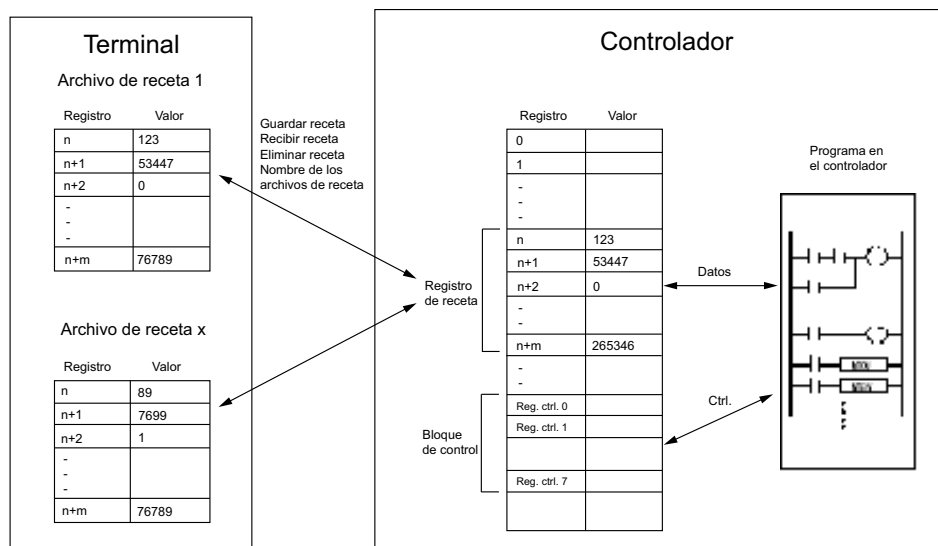 Terminal
Archivo de receta 1
Registro Valor
n 123
n+1 53447
n+2 0
-
-
-
n+m 76789
Archivo de receta x
Registro Valor
n 89
n+1 7699
n+2 1
-
-
-
n+m 76789
Guardar receta
Recibir receta
Eliminar receta
Nombre de los
archivos de receta
Controlador
Registro Valor
0
1
-
-
-
n 123
n+1 53447
n+2 0
-
-
n+m 265346
-
-
Reg. ctrl. 0
Reg. ctrl. 1
Reg. ctrl. 7
Registro
de receta
Bloque
de control
Datos
Ctrl.
Programa en
el controlador